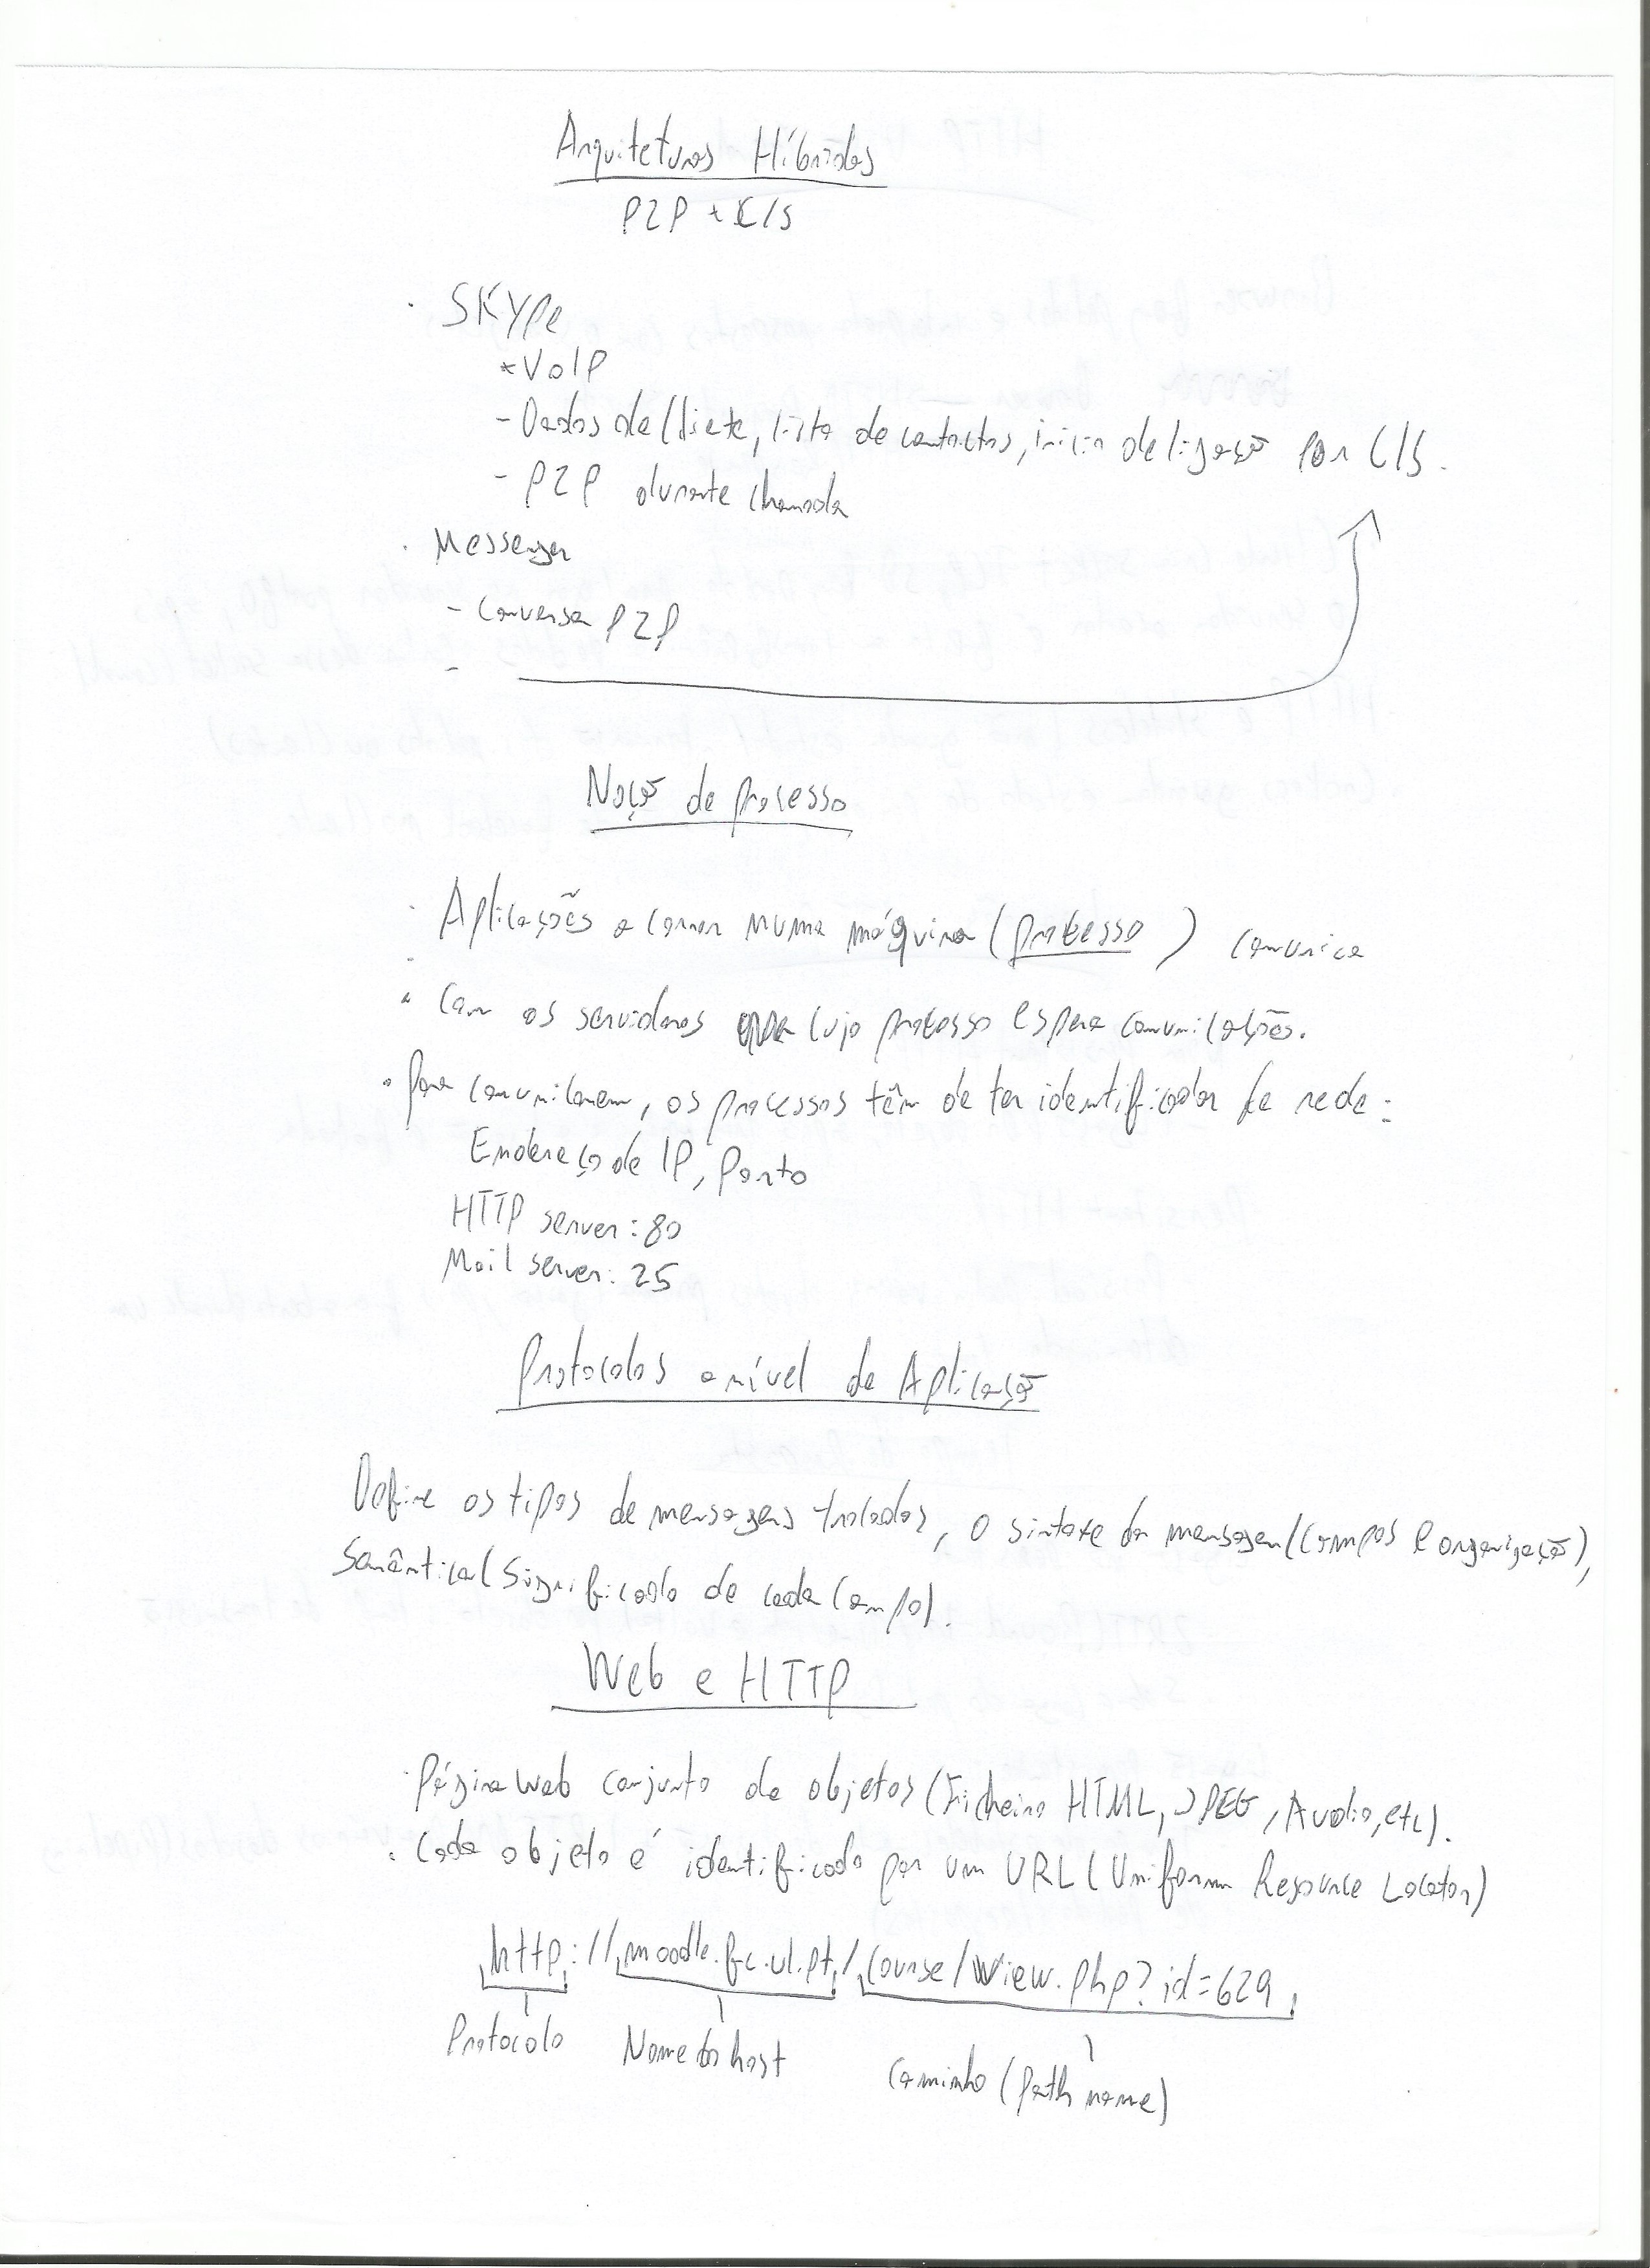 Arquiteturas Híbridas
P2P + C/S
· SKYPe
* VoIP
- Dados de Cliente, lista de contactos, início de ligação por C/S.
- P2P durante chamada
· Messenger
- Conversa P2P
-
Noção de processo
· Aplicações a correr numa máquina (processo) comunica
· com os servidores cujo processo espera comunicações.
· Para comunicarem, os processos têm de ter identificador de rede:
Endereço de IP, Porto
HTTP server: 80
Mail server: 25
Protocolos a nível de Aplicação
Define os tipos de mensagens trocadas, o sintaxe da mensagem (campos e organização),
Semântica (Significado de cada campo).
Web e HTTP
· Página Web conjunto de objetos (Ficheiro HTML, JPEG, Audio, etc).
· Cada objeto é identificado por um URL (Uniform Resource Locator)
http://moodle.fc.ul.pt/course/view.php?id=629
Protocolo Nome do host Caminho (path name)